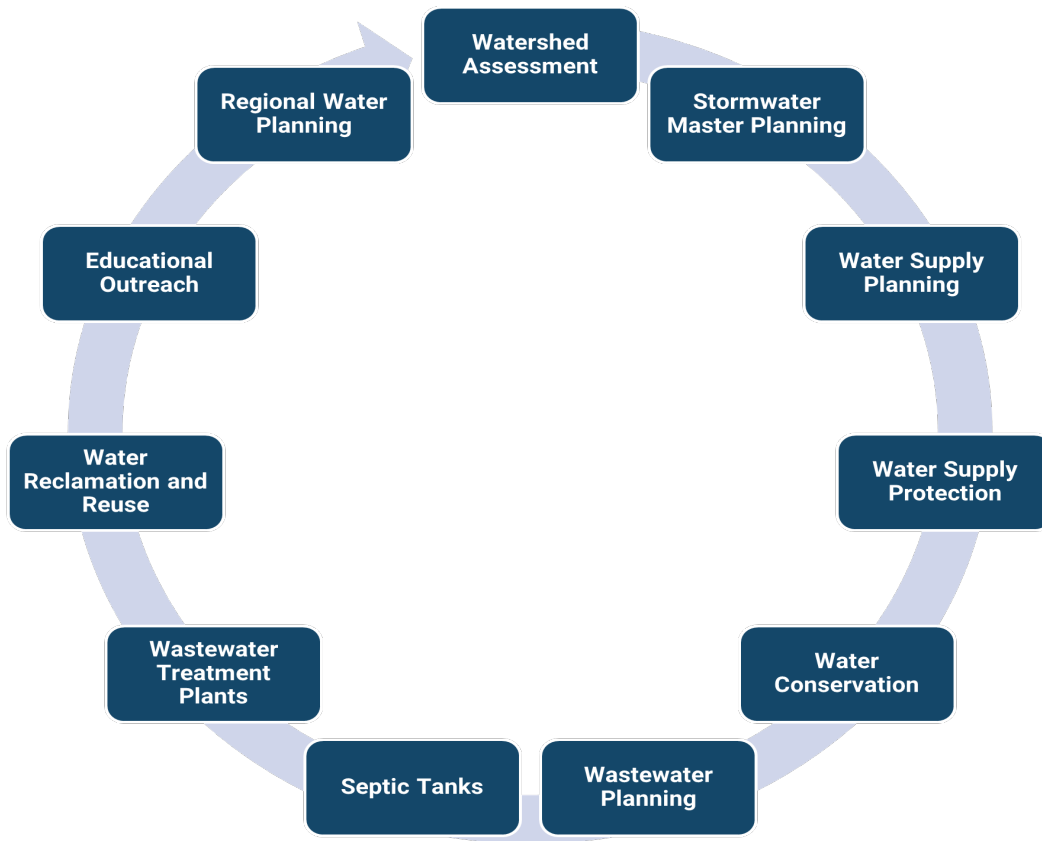 Watershed
Assessment
Stormwater
Master Planning
Water Supply
Planning
Water Supply
Protection
Water
Conservation
Wastewater
Planning
Septic Tanks
Wastewater
Treatment
Plants
Water
Reclamation and
Reuse
Educational
Outreach
Regional Water
Planning